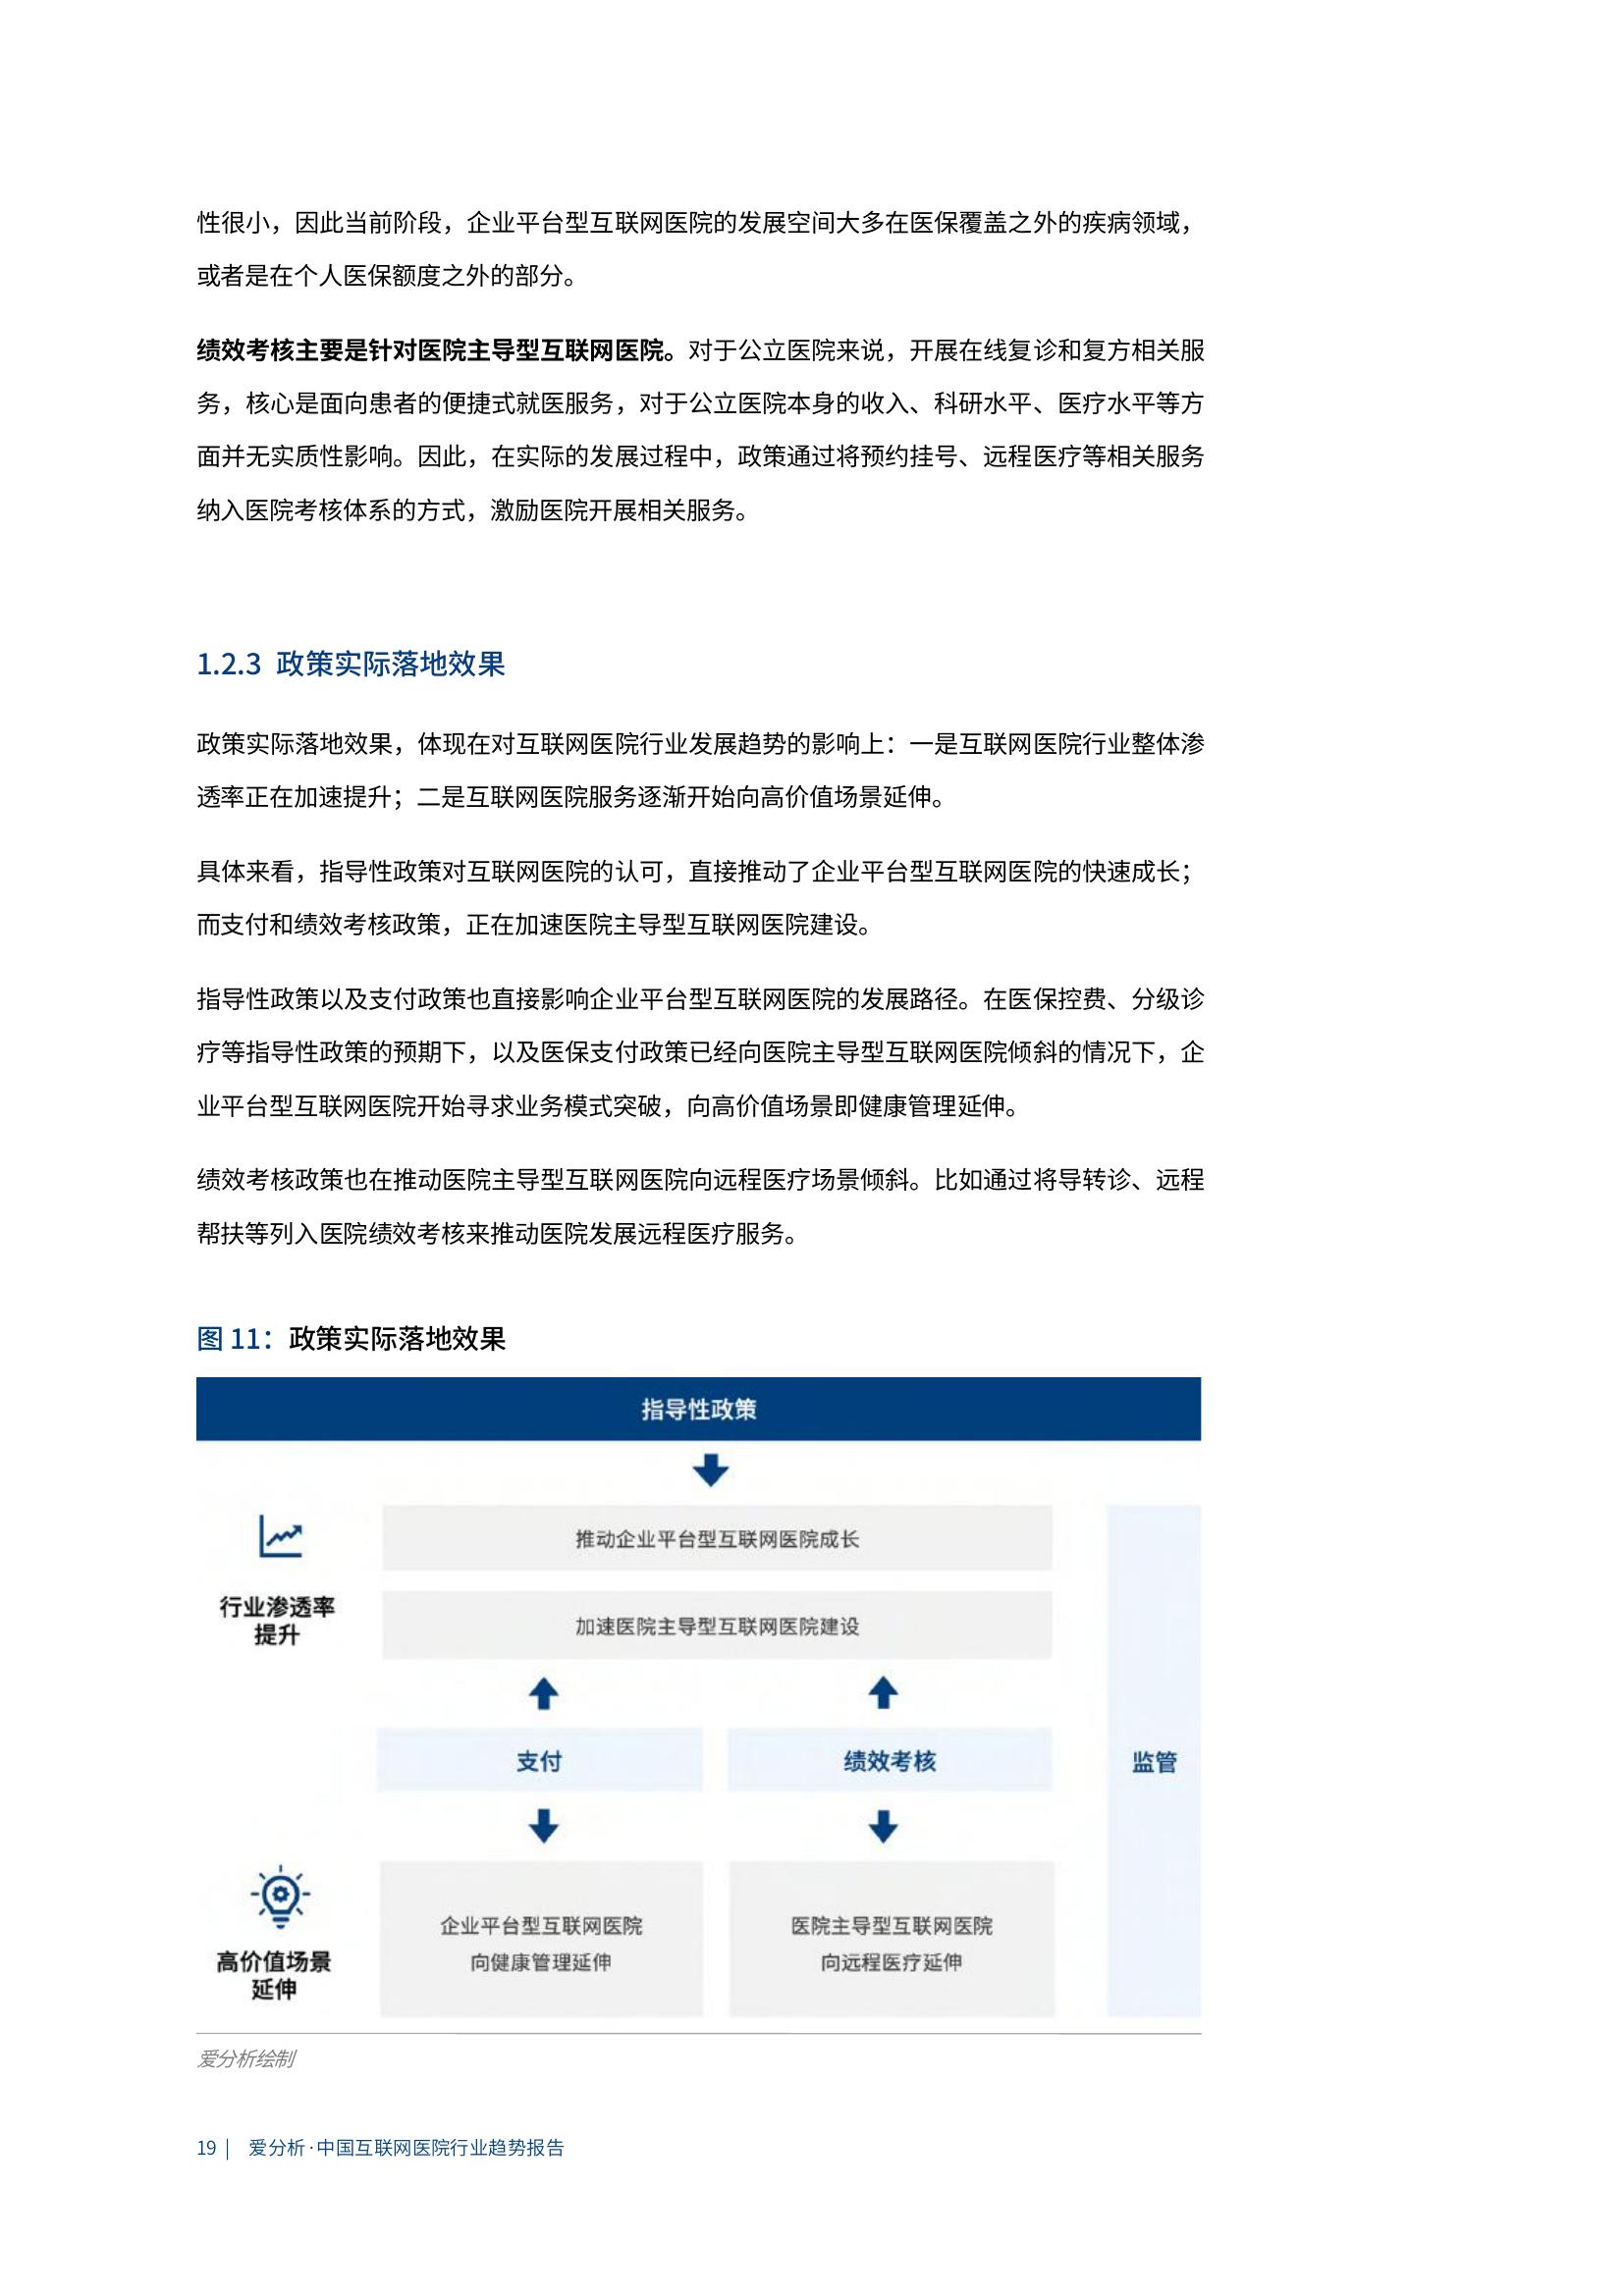 性很小，因此当前阶段，企业平台型互联网医院的发展空间大多在医保覆盖之外的疾病领域，
或者是在个人医保额度之外的部分。
绩效考核主要是针对医院主导型互联网医院。对于公立医院来说，开展在线复诊和复方相关服
务，核心是面向患者的便捷式就医服务，对于公立医院本身的收入、科研水平、医疗水平等方
面并无实质性影响。因此，在实际的发展过程中，政策通过将预约挂号、远程医疗等相关服务
纳入医院考核体系的方式，激励医院开展相关服务。
1.2.3 政策实际落地效果
政策实际落地效果，体现在对互联网医院行业发展趋势的影响上：一是互联网医院行业整体渗
透率正在加速提升；二是互联网医院服务逐渐开始向高价值场景延伸。
具体来看，指导性政策对互联网医院的认可，直接推动了企业平台型互联网医院的快速成长；
而支付和绩效考核政策，正在加速医院主导型互联网医院建设。
指导性政策以及支付政策也直接影响企业平台型互联网医院的发展路径。在医保控费、分级诊
疗等指导性政策的预期下，以及医保支付政策已经向医院主导型互联网医院倾斜的情况下，企
业平台型互联网医院开始寻求业务模式突破，向高价值场景即健康管理延伸。
绩效考核政策也在推动医院主导型互联网医院向远程医疗场景倾斜。比如通过将导转诊、远程
帮扶等列入医院绩效考核来推动医院发展远程医疗服务。
图 11：政策实际落地效果
指导性政策
推动企业平台型互联网医院成长
行业渗透率
提升
加速医院主导型互联网医院建设
支付
绩效考核
监管
高价值场景
延伸
企业平台型互联网医院
向健康管理延伸
医院主导型互联网医院
向远程医疗延伸
爱分析绘制
19 | 爱分析·中国互联网医院行业趋势报告